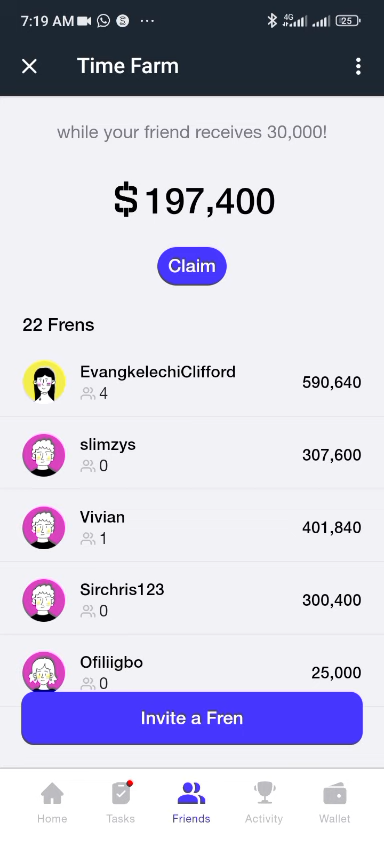 7:19 AM
4G
25
Time Farm
while your friend receives 30,000!
$ 197,400
Claim
22 Frens
EvangkelechiClifford
4
590,640
slimzys
0
307,600
Vivian
1
401,840
Sirchris123
0
300,400
Ofiliigbo
0
25,000
Invite a Fren
Home
Tasks
Friends
Activity
Wallet